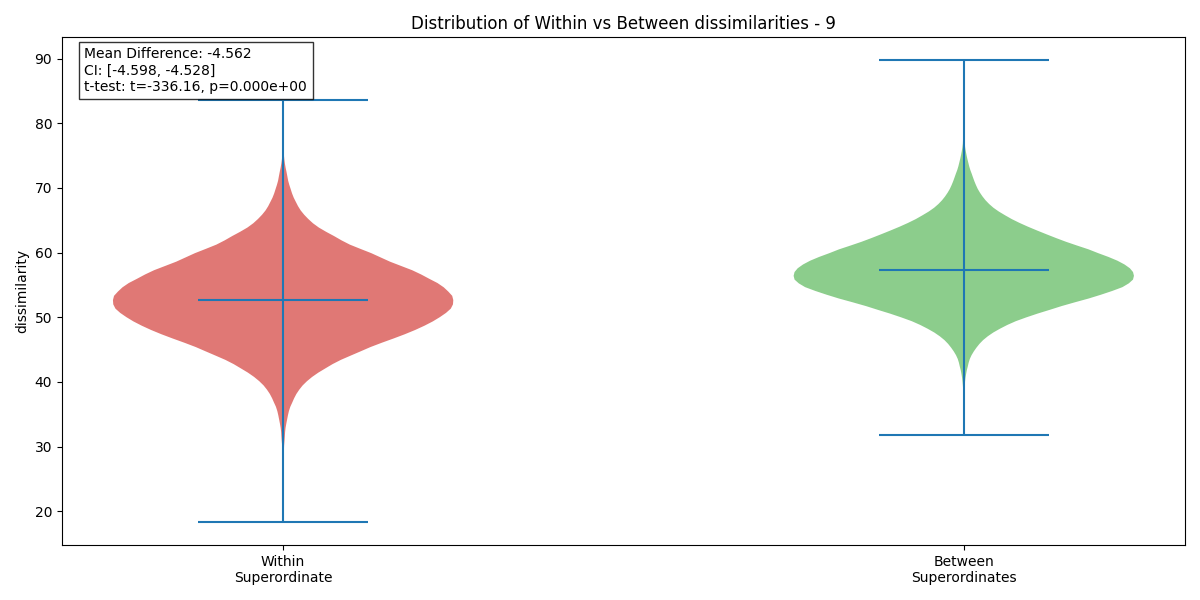 Distribution of Within vs Between dissimilarities - 9
Mean Difference: -4.562
CI: [-4.598, -4.528]
t-test: t=-336.16, p=0.000e+00
dissimilarity
90
80
70
60
50
40
30
20
Within
Superordinate
Between
Superordinates